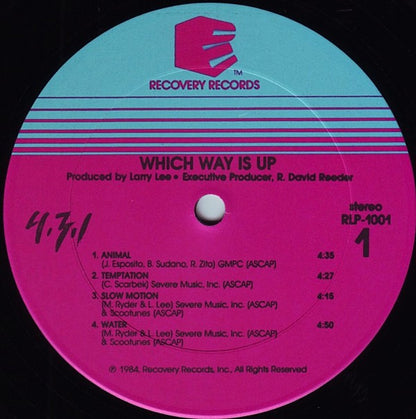 TM
RECOVERY RECORDS
WHICH WAY IS UP
Produced by Larry Lee • Executive Producer, R. David Reeder
stereo
RLP-1001
1
4.3.1
1. ANIMAL 4:35
(J. Esposito, B. Sudano, R. Zito) GMPC (ASCAP)
2. TEMPTATION 4:27
(C. Scarbek) Severe Music, Inc. (ASCAP)
3. SLOW MOTION 4:15
(M. Ryder & L. Lee) Severe Music, Inc. (ASCAP)
& Scootunes (ASCAP)
4. WATER 4:50
(M. Ryder & L. Lee) Severe Music, Inc. (ASCAP)
& Scootunes (ASCAP)
℗ © 1984, Recovery Records, Inc., All Rights Reserved